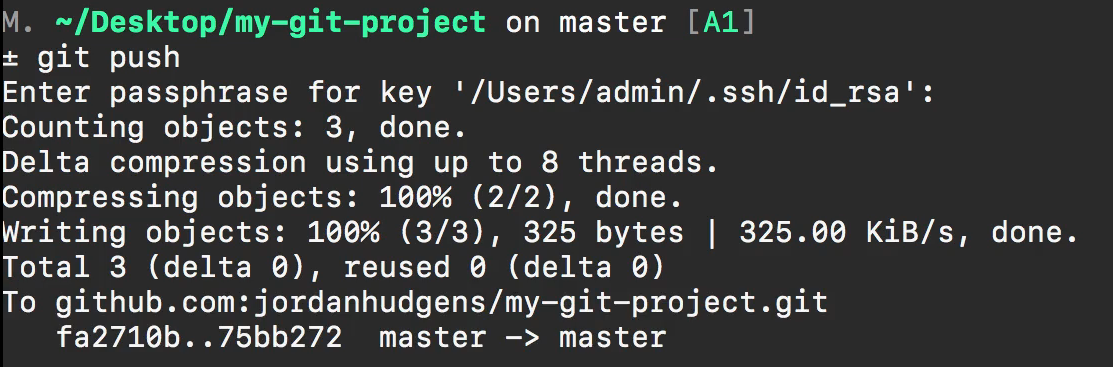 M. ~/Desktop/my-git-project on master [A1]
± git push
Enter passphrase for key '/Users/admin/.ssh/id_rsa':
Counting objects: 3, done.
Delta compression using up to 8 threads.
Compressing objects: 100% (2/2), done.
Writing objects: 100% (3/3), 325 bytes | 325.00 KiB/s, done.
Total 3 (delta 0), reused 0 (delta 0)
To github.com:jordanhudgens/my-git-project.git
   fa2710b..75bb272  master -> master